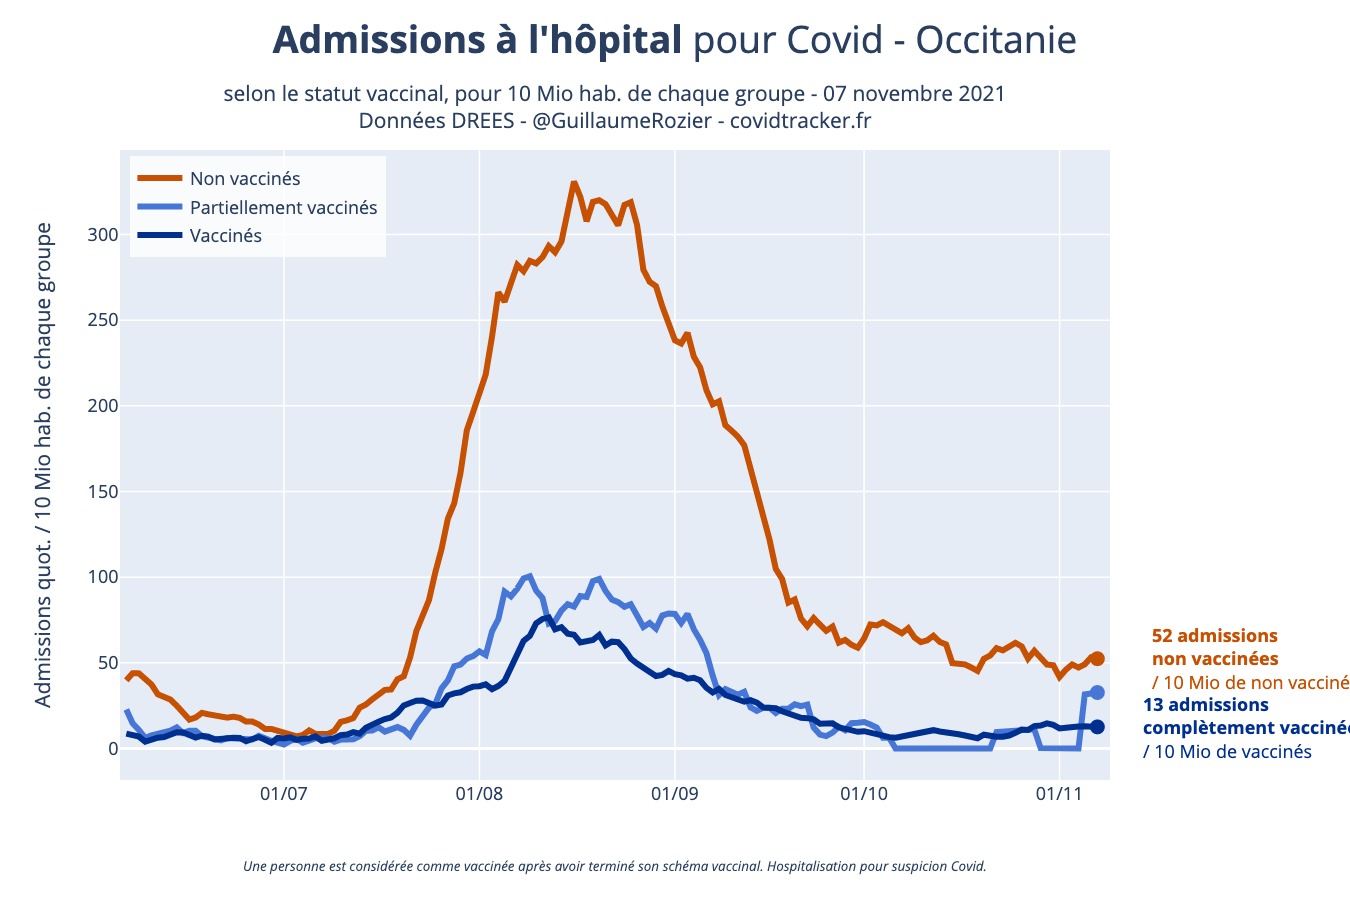 Admissions à l'hôpital pour Covid - Occitanie
selon le statut vaccinal, pour 10 Mio hab. de chaque groupe - 07 novembre 2021
Données DREES - @GuillaumeRozier - covidtracker.fr
Non vaccinés
Partiellement vaccinés
Vaccinés
Admissions quot. / 10 Mio hab. de chaque groupe
300
250
200
150
100
50
0
01/07
01/08
01/09
01/10
01/11
52 admissions
non vaccinées
/ 10 Mio de non vacciné
13 admissions
complètement vacciné
/ 10 Mio de vaccinés
Une personne est considérée comme vaccinée après avoir terminé son schéma vaccinal. Hospitalisation pour suspicion Covid.